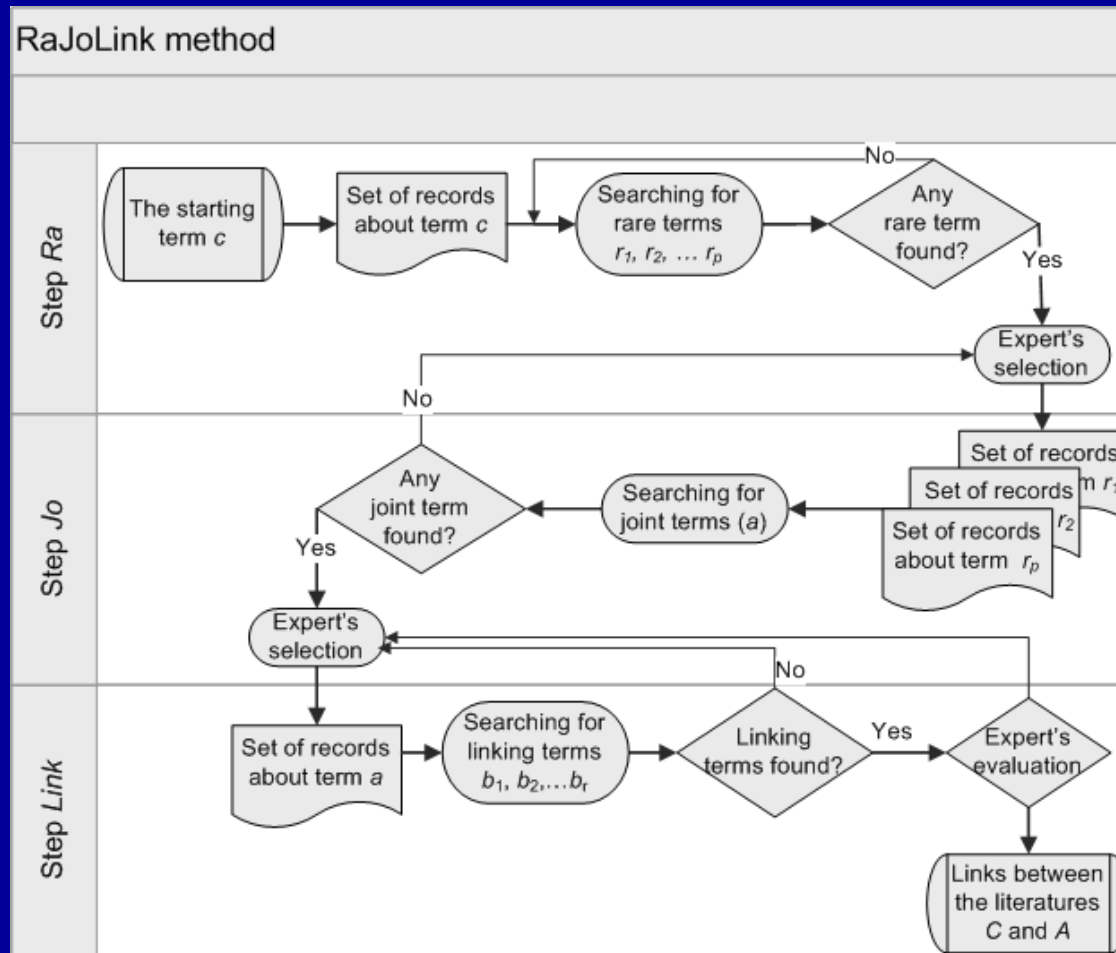 RaJoLink method
Step Ra
The starting
term c
Set of records
about term c
Searching for
rare terms
r₁, r₂, … rₚ
No
Any
rare term
found?
Yes
Expert's
selection
Step Jo
No
Any
joint term
found?
Yes
Searching for
joint terms (a)
Set of records
m r₁
Set of records
r₂
Set of records
about term rₚ
Expert's
selection
Step Link
Set of records
about term a
Searching for
linking terms
b₁, b₂,…bᵣ
No
Linking
terms found?
Yes
Expert's
evaluation
Links between
the literatures
C and A